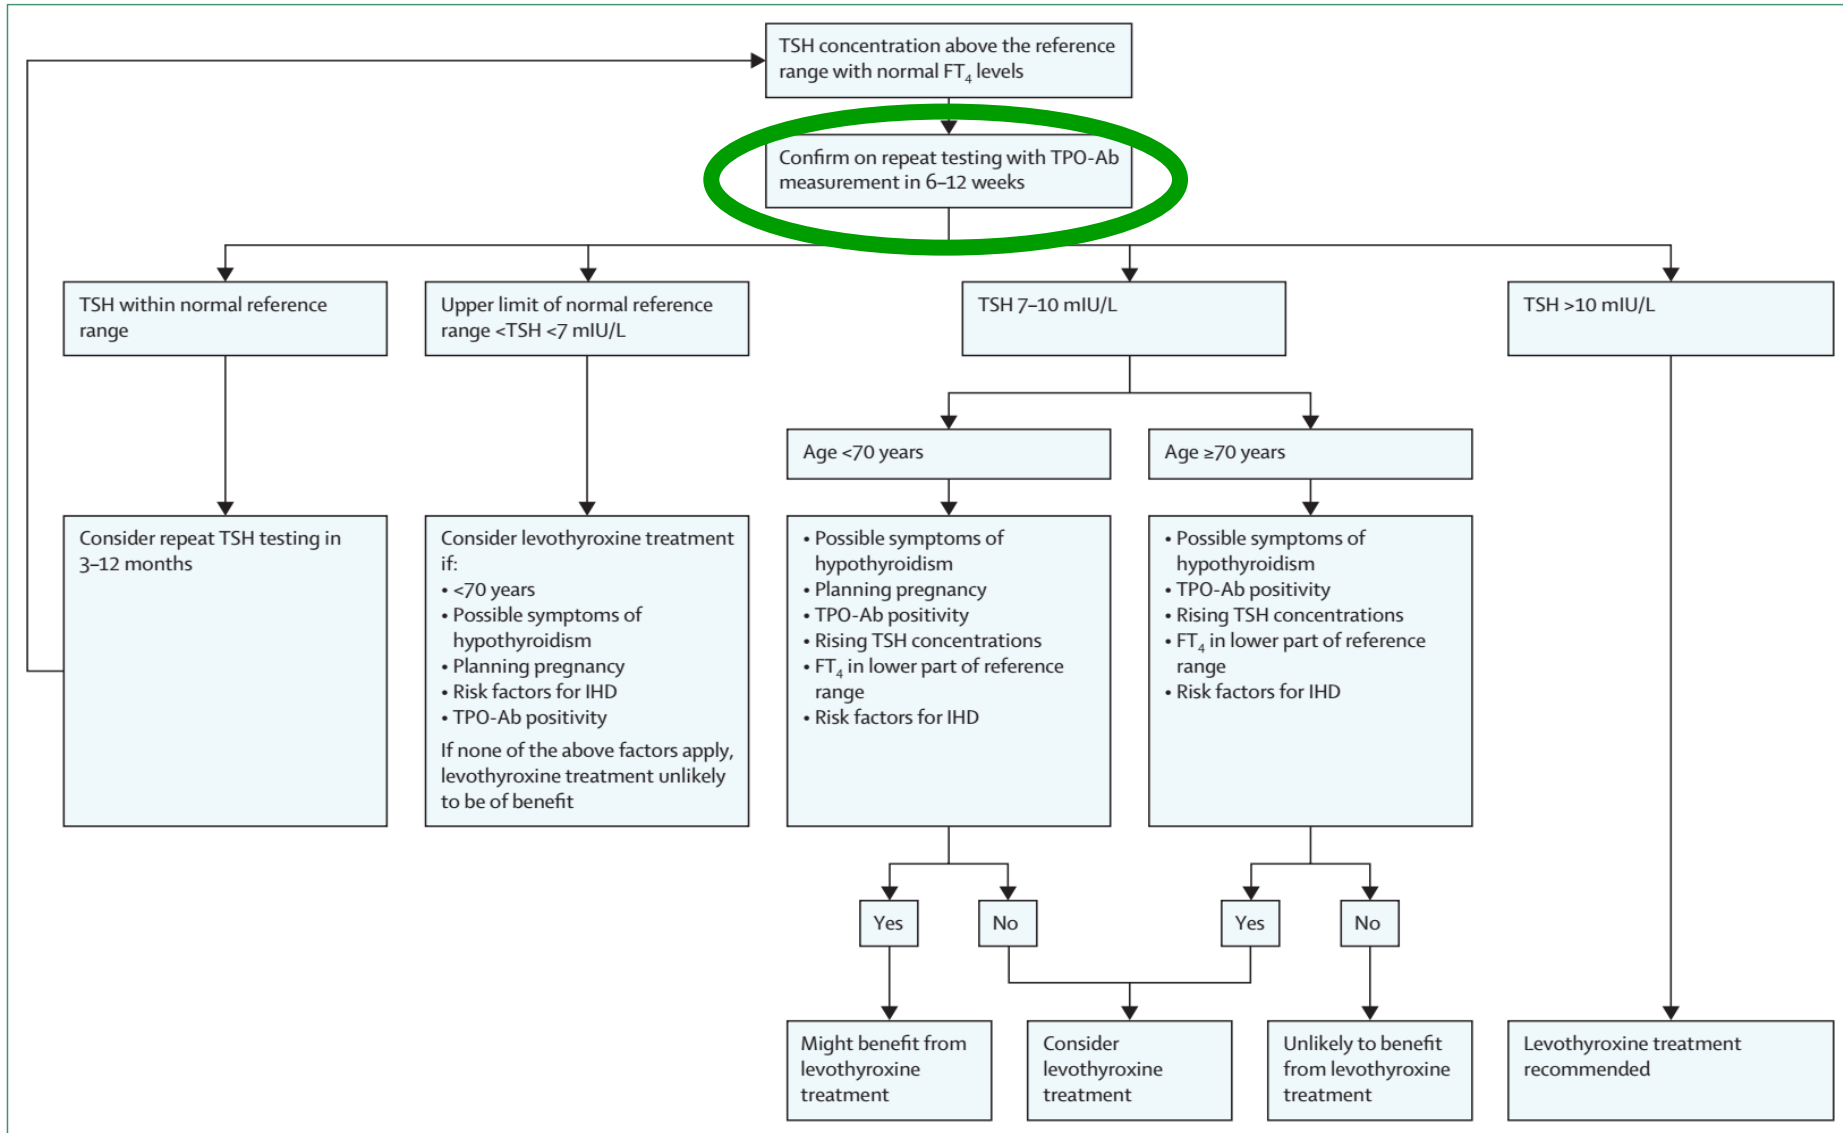 TSH concentration above the reference
range with normal FT₄ levels
Confirm on repeat testing with TPO-Ab
measurement in 6–12 weeks
TSH within normal reference
range
Upper limit of normal reference
range <TSH <7 mIU/L
TSH 7–10 mIU/L
TSH >10 mIU/L
Age <70 years
Age ≥70 years
Consider repeat TSH testing in
3–12 months
Consider levothyroxine treatment
if:
• <70 years
• Possible symptoms of
hypothyroidism
• Planning pregnancy
• Risk factors for IHD
• TPO-Ab positivity
If none of the above factors apply,
levothyroxine treatment unlikely
to be of benefit
• Possible symptoms of
hypothyroidism
• Planning pregnancy
• TPO-Ab positivity
• Rising TSH concentrations
• FT₄ in lower part of reference
range
• Risk factors for IHD
• Possible symptoms of
hypothyroidism
• TPO-Ab positivity
• Rising TSH concentrations
• FT₄ in lower part of reference
range
• Risk factors for IHD
Yes
No
Yes
No
Might benefit from
levothyroxine
treatment
Consider
levothyroxine
treatment
Unlikely to benefit
from levothyroxine
treatment
Levothyroxine treatment
recommended